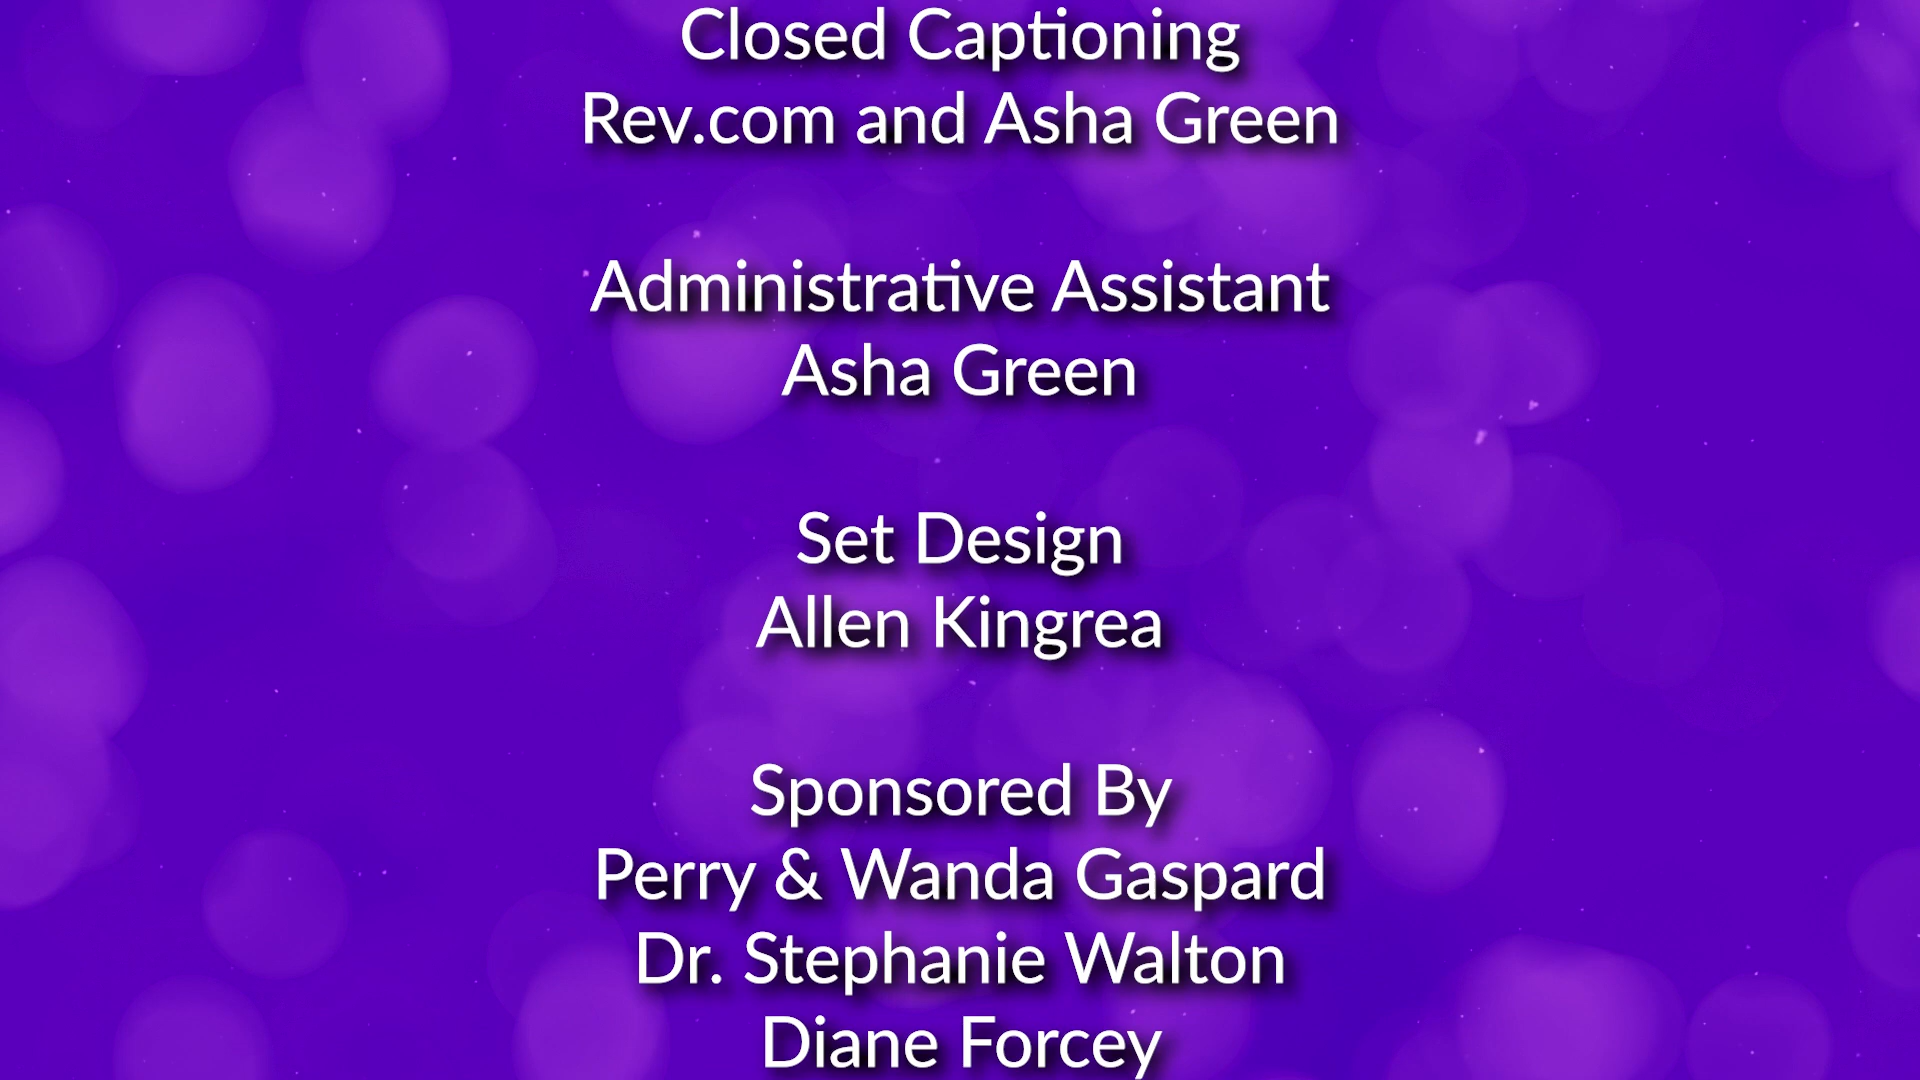 Closed Captioning
Rev.com and Asha Green
Administrative Assistant
Asha Green
Set Design
Allen Kingrea
Sponsored By
Perry & Wanda Gaspard
Dr. Stephanie Walton
Diane Forcey